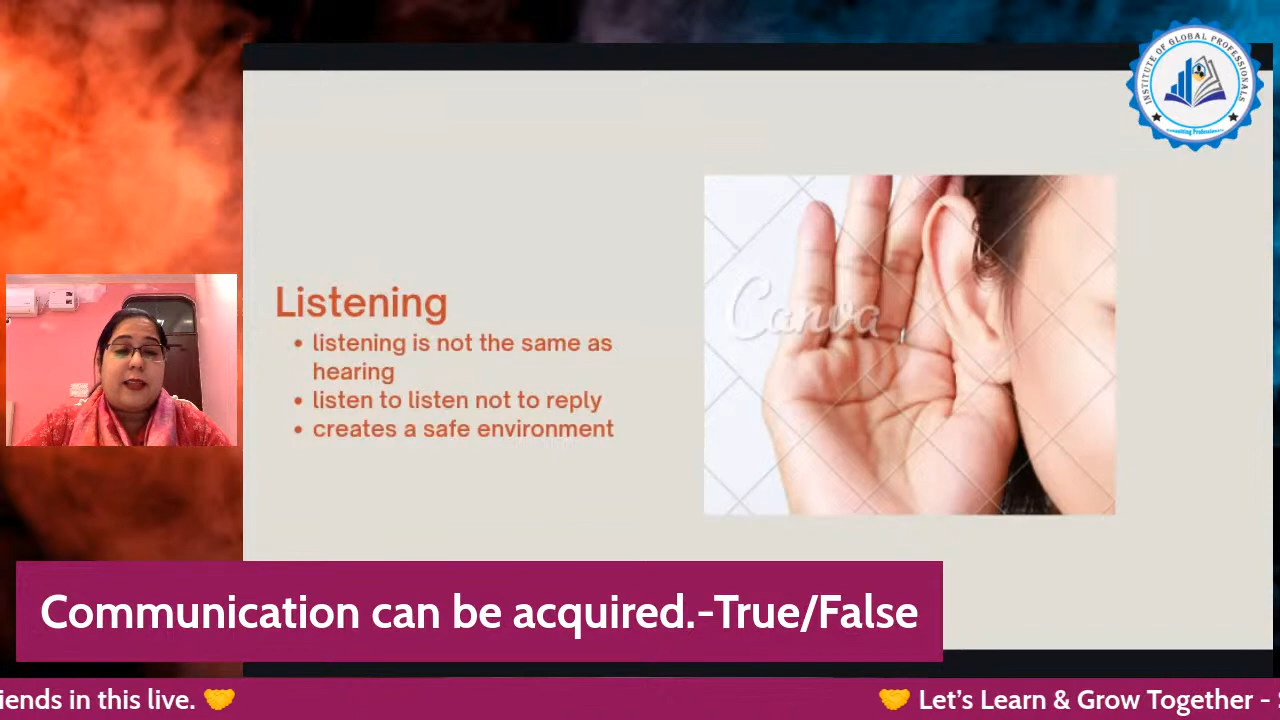 INSTITUTE OF GLOBAL PROFESSIONALS
Listening
• listening is not the same as
hearing
• listen to listen not to reply
• creates a safe environment
Canva
Communication can be acquired.-True/False
iends in this live. 🤝
🤝 Let's Learn & Grow Together -